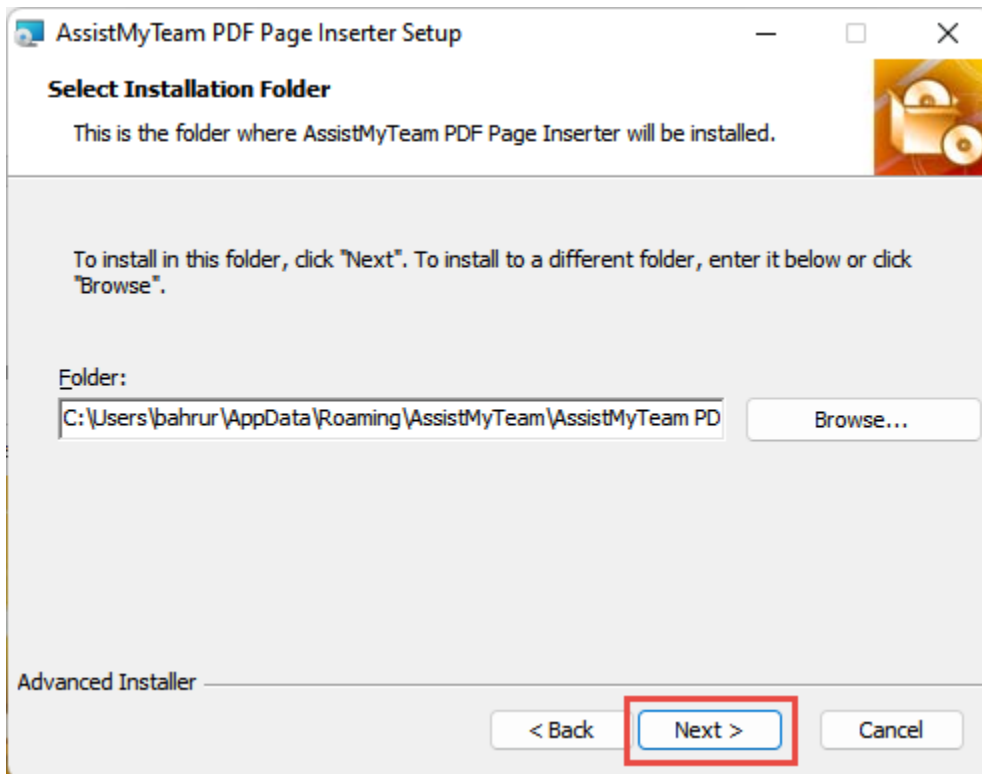 AssistMyTeam PDF Page Inserter Setup
Select Installation Folder
This is the folder where AssistMyTeam PDF Page Inserter will be installed.
To install in this folder, click "Next". To install to a different folder, enter it below or click
"Browse".
Folder:
C:\Users\bahrur\AppData\Roaming\AssistMyTeam\AssistMyTeam PD
Browse...
Advanced Installer
< Back
Next >
Cancel